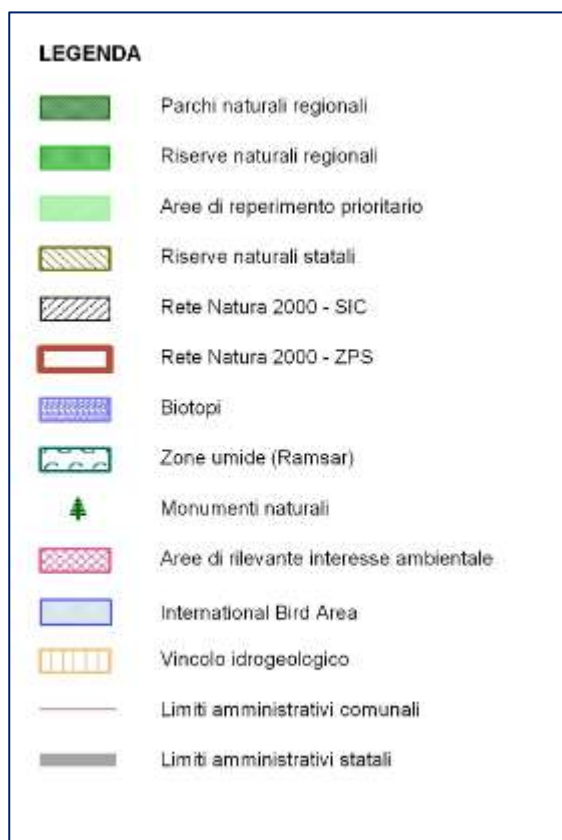 LEGENDA
Parchi naturali regionali
Riserve naturali regionali
Aree di reperimento prioritario
Riserve naturali statali
Rete Natura 2000 - SIC
Rete Natura 2000 - ZPS
Biotopi
Zone umide (Ramsar)
Monumenti naturali
Aree di rilevante interesse ambientale
International Bird Area
Vincolo idrogeologico
Limiti amministrativi comunali
Limiti amministrativi statali